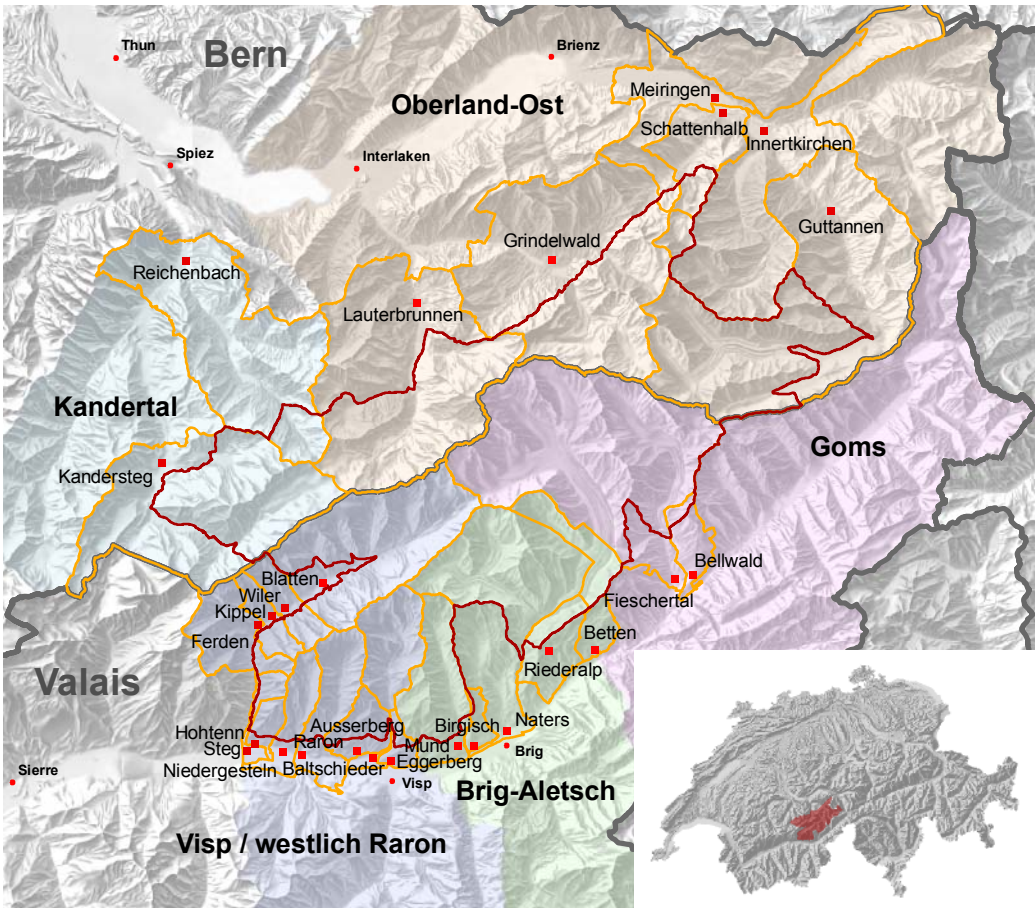 Thun
Bern
Brienz
Oberland-Ost
Meiringen
Schattenhalb
Innertkirchen
Spiez
Interlaken
Guttannen
Grindelwald
Reichenbach
Lauterbrunnen
Kandertal
Goms
Kandersteg
Bellwald
Blatten
Fieschertal
Wiler
Kippel
Ferden
Betten
Riederalp
Valais
Naters
Hohtenn
Ausserberg
Birgisch
Steg
Raron
Mund
Brig
Niedergesteln
Baltschieder
Eggerberg
Sierre
Visp
Brig-Aletsch
Visp / westlich Raron